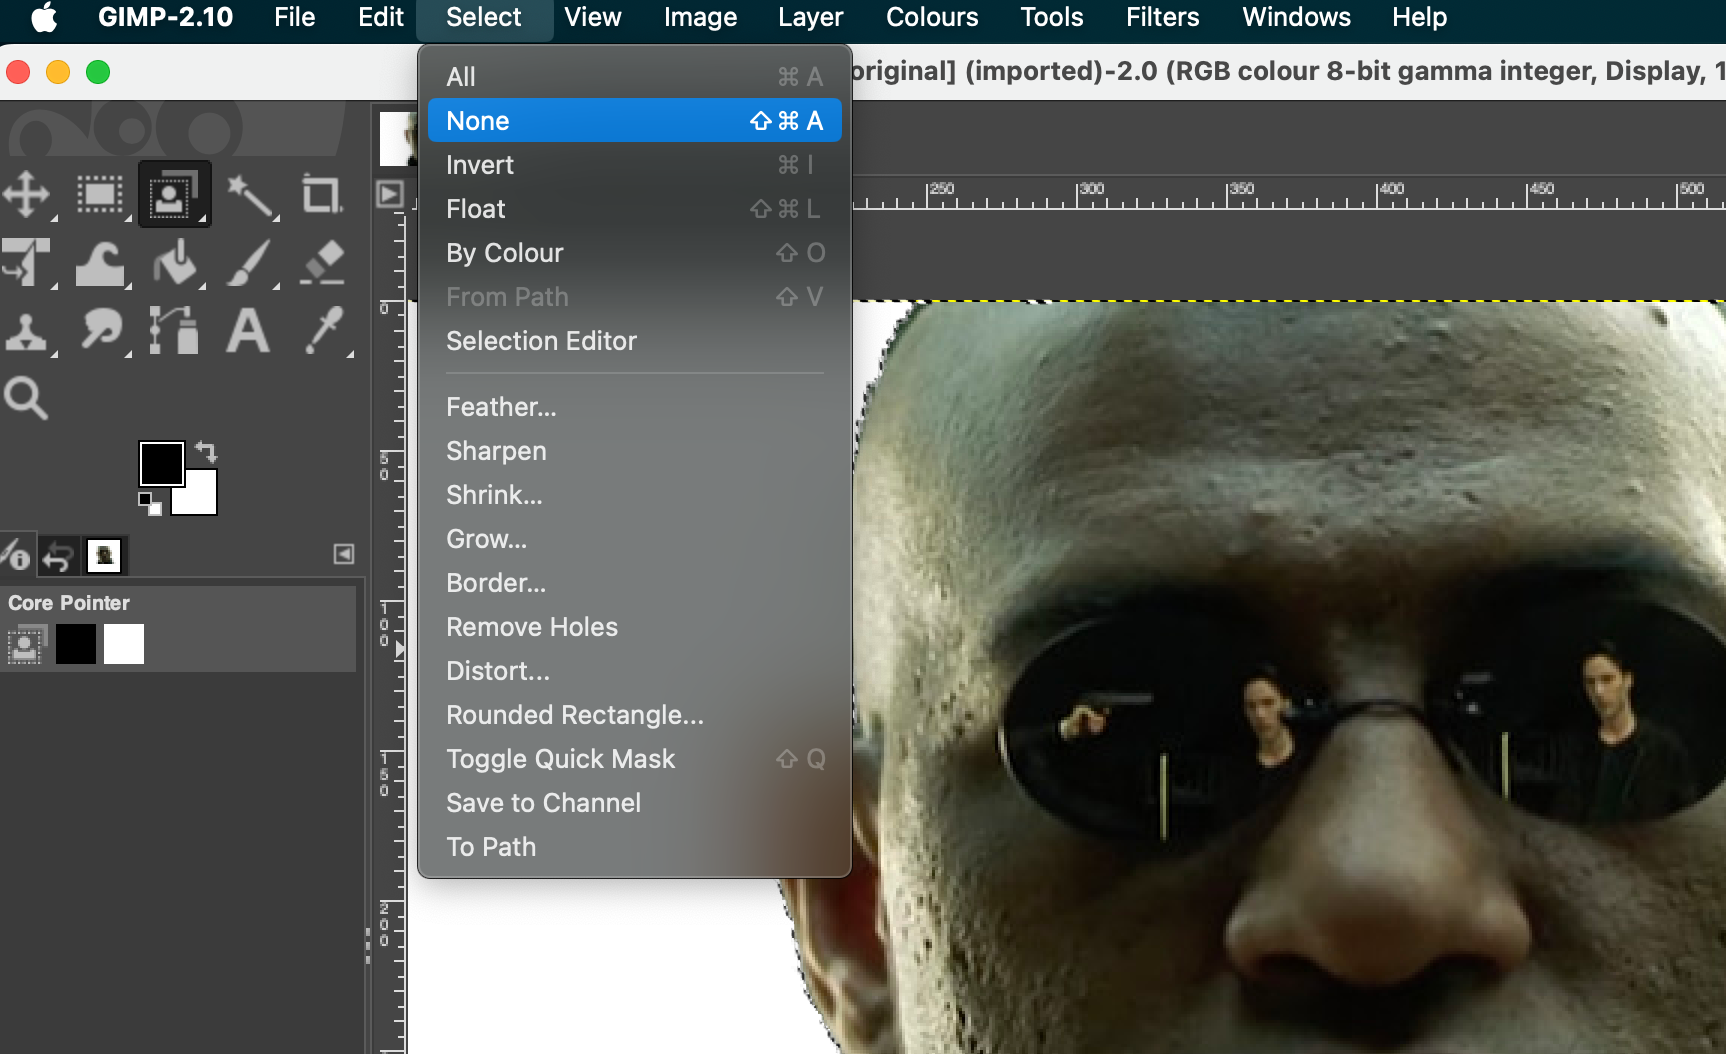 GIMP-2.10 File Edit Select View Image Layer Colours Tools Filters Windows Help
original] (imported)-2.0 (RGB colour 8-bit gamma integer, Display, 1
All ⌘ A
None ⇧ ⌘ A
Invert ⌘ I
Float ⇧ ⌘ L
By Colour ⇧ O
From Path ⇧ V
Selection Editor
Feather...
Sharpen
Shrink...
Grow...
Border...
Remove Holes
Distort...
Rounded Rectangle...
Toggle Quick Mask ⇧ Q
Save to Channel
To Path
250 300 350 400 450 500
0
50
100
150
200
Core Pointer